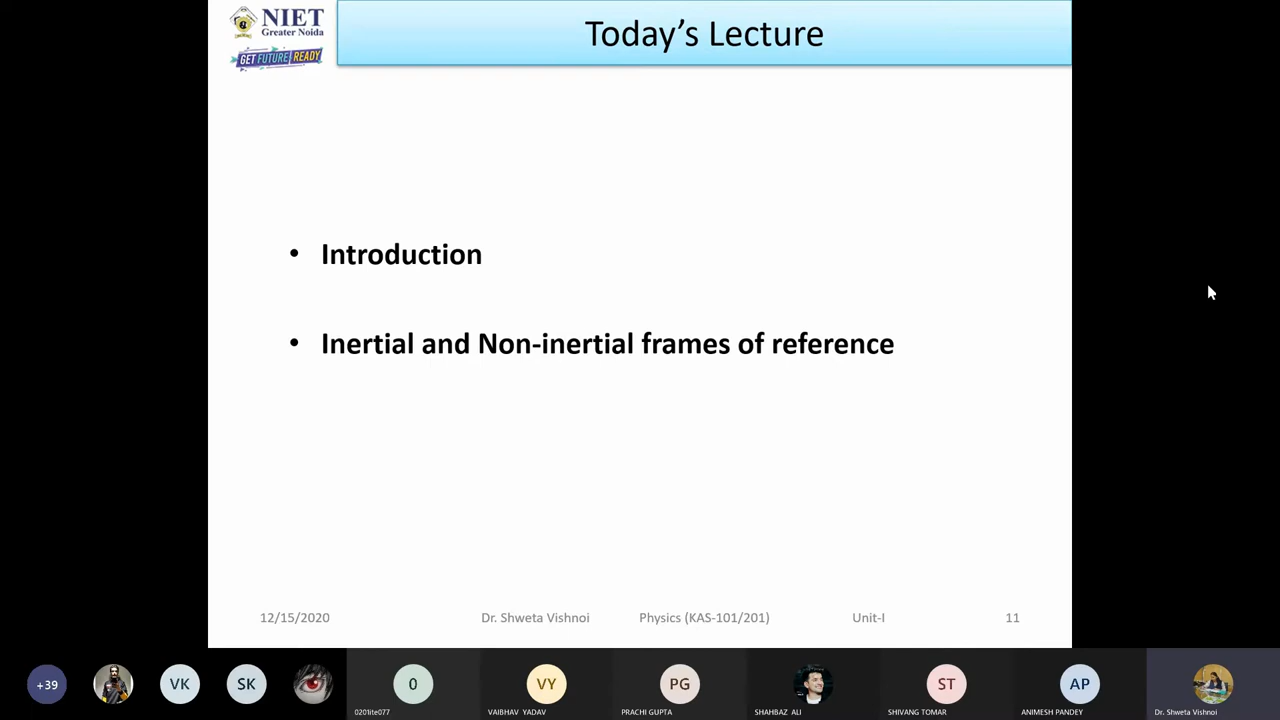 NIET
Greater Noida
GET FUTURE READY
Today's Lecture
• Introduction
• Inertial and Non-inertial frames of reference
12/15/2020 Dr. Shweta Vishnoi Physics (KAS-101/201) Unit-I 11
+39 VK SK 0 VY PG ST AP
0201ite077 VAIBHAV YADAV PRACHI GUPTA SHAHBAZ ALI SHIVANG TOMAR ANIMESH PANDEY Dr. Shweta Vishnoi